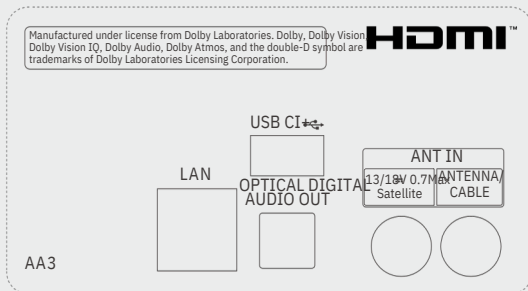 Manufactured under license from Dolby Laboratories. Dolby, Dolby Vision,
Dolby Vision IQ, Dolby Audio, Dolby Atmos, and the double-D symbol are
trademarks of Dolby Laboratories Licensing Corporation.
HDMI™
USB CI+
ANT IN
LAN
OPTICAL DIGITAL
AUDIO OUT
13/18V 0.7Max
Satellite
ANTENNA/
CABLE
AA3